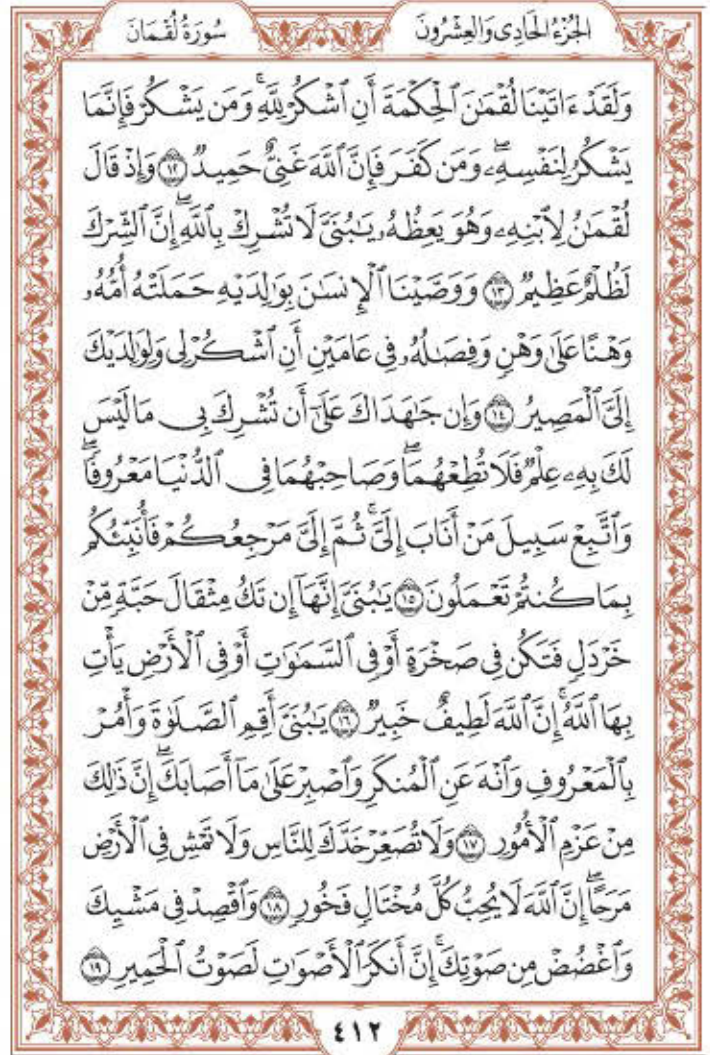 الجُزْءُ الحَادِى وَالعِشْرُونَ سُورَةُ لُقْمَانَ
وَلَقَدْ ءَاتَيْنَا لُقْمَٰنَ ٱلْحِكْمَةَ أَنِ ٱشْكُرْ لِلَّهِۚ وَمَن يَشْكُرْ فَإِنَّمَا
يَشْكُرُ لِنَفْسِهِۦۖ وَمَن كَفَرَ فَإِنَّ ٱللَّهَ غَنِىٌّ حَمِيدٌ ١٢ وَإِذْ قَالَ
لُقْمَٰنُ لِٱبْنِهِۦ وَهُوَ يَعِظُهُۥ يَٰبُنَىَّ لَا تُشْرِكْ بِٱللَّهِۖ إِنَّ ٱلشِّرْكَ
لَظُلْمٌ عَظِيمٌ ١٣ وَوَصَّيْنَا ٱلْإِنسَٰنَ بِوَٰلِدَيْهِ حَمَلَتْهُ أُمُّهُۥ
وَهْنًا عَلَىٰ وَهْنٍ وَفِصَٰلُهُۥ فِى عَامَيْنِ أَنِ ٱشْكُرْ لِى وَلِوَٰلِدَيْكَ
إِلَىَّ ٱلْمَصِيرُ ١٤ وَإِن جَٰهَدَاكَ عَلَىٰٓ أَن تُشْرِكَ بِى مَا لَيْسَ
لَكَ بِهِۦ عِلْمٌ فَلَا تُطِعْهُمَاۖ وَصَاحِبْهُمَا فِى ٱلدُّنْيَا مَعْرُوفًاۖ
وَٱتَّبِعْ سَبِيلَ مَنْ أَنَابَ إِلَىَّۚ ثُمَّ إِلَىَّ مَرْجِعُكُمْ فَأُنَبِّئُكُم
بِمَا كُنتُمْ تَعْمَلُونَ ١٥ يَٰبُنَىَّ إِنَّهَآ إِن تَكُ مِثْقَالَ حَبَّةٍ مِّنْ
خَرْدَلٍ فَتَكُن فِى صَخْرَةٍ أَوْ فِى ٱلسَّمَٰوَٰتِ أَوْ فِى ٱلْأَرْضِ يَأْتِ
بِهَا ٱللَّهُۚ إِنَّ ٱللَّهَ لَطِيفٌ خَبِيرٌ ١٦ يَٰبُنَىَّ أَقِمِ ٱلصَّلَوٰةَ وَأْمُرْ
بِٱلْمَعْرُوفِ وَٱنْهَ عَنِ ٱلْمُنكَرِ وَٱصْبِرْ عَلَىٰ مَآ أَصَابَكَۖ إِنَّ ذَٰلِكَ
مِنْ عَزْمِ ٱلْأُمُورِ ١٧ وَلَا تُصَعِّرْ خَدَّكَ لِلنَّاسِ وَلَا تَمْشِ فِى ٱلْأَرْضِ
مَرَحًاۖ إِنَّ ٱللَّهَ لَا يُحِبُّ كُلَّ مُخْتَالٍ فَخُورٍ ١٨ وَٱقْصِدْ فِى مَشْيِكَ
وَٱغْضُضْ مِن صَوْتِكَۚ إِنَّ أَنكَرَ ٱلْأَصْوَٰتِ لَصَوْتُ ٱلْحَمِيرِ ١٩
٤١٢